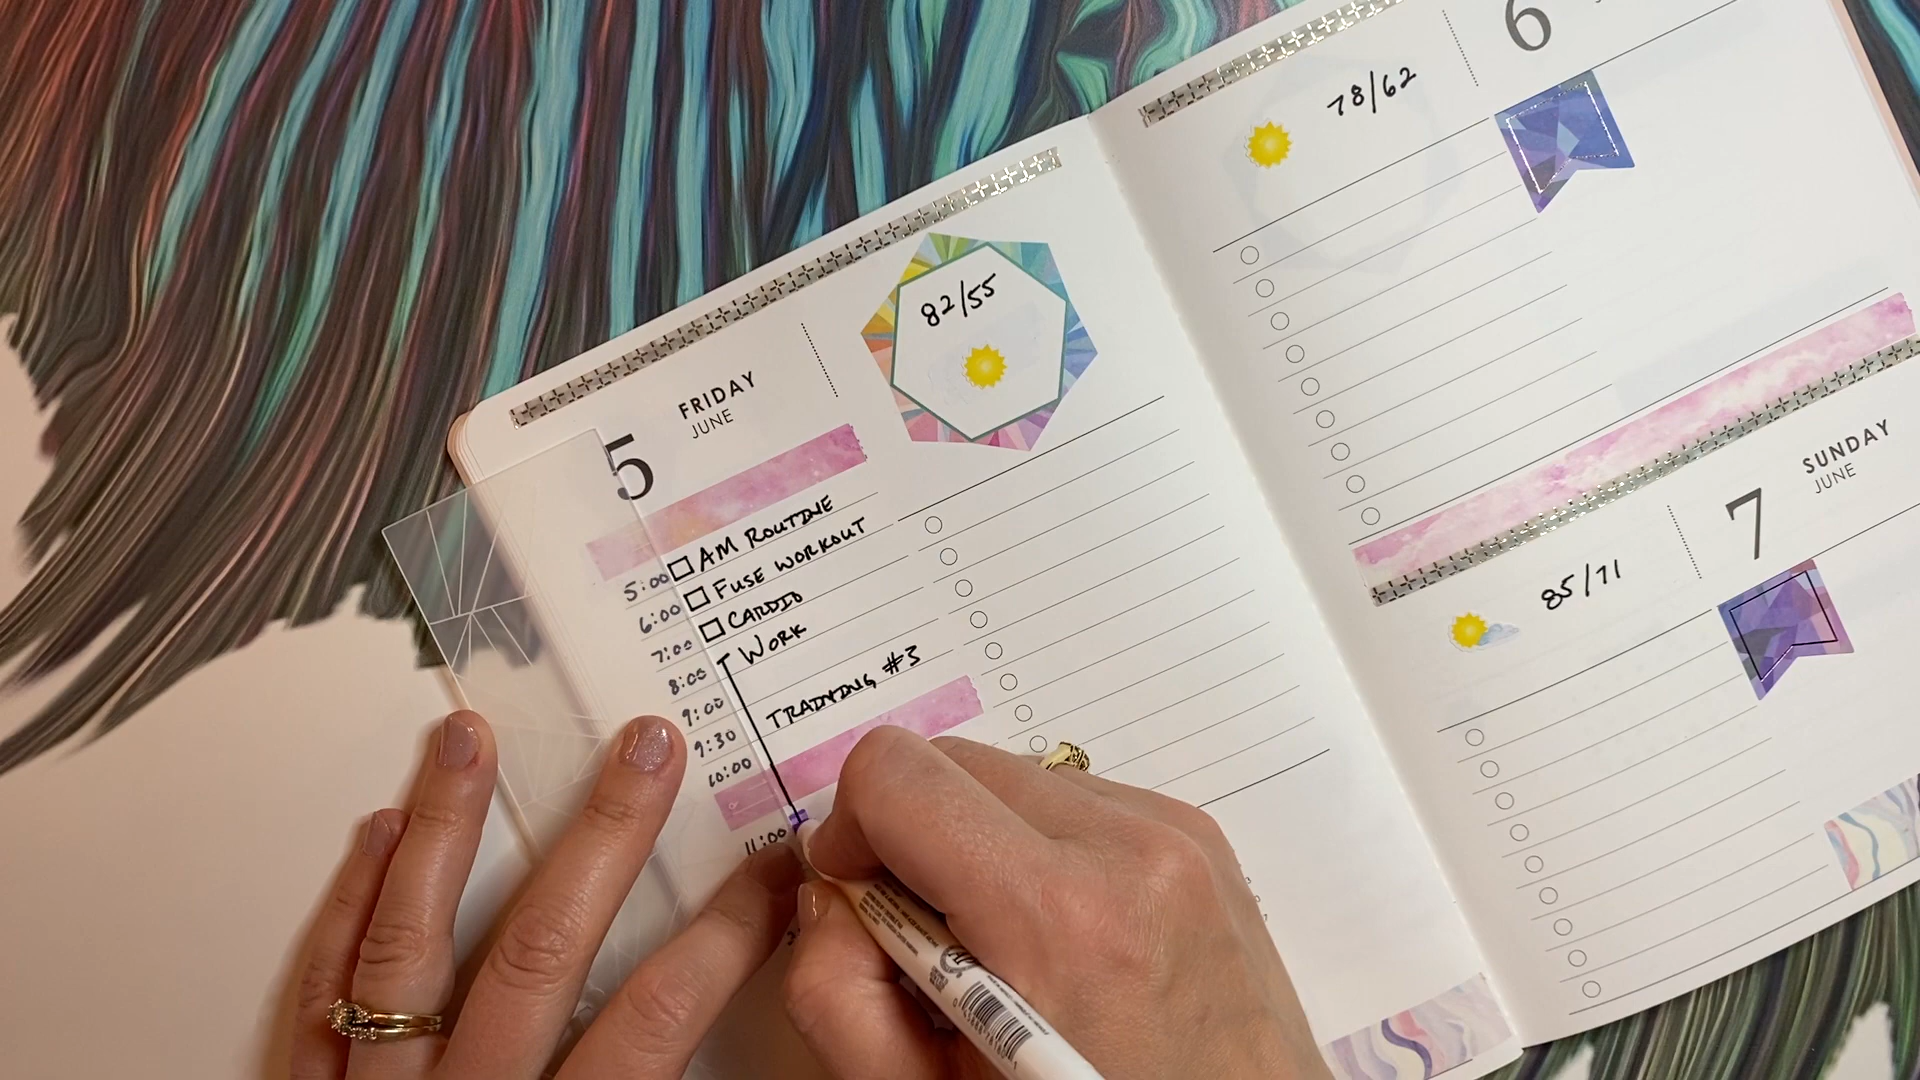 5
FRIDAY
JUNE
82/55
5:00 AM ROUTINE
6:00 FUSE WORKOUT
7:00 CARDIO
8:00 WORK
9:00
9:30 TRAINING #3
10:00
11:00
6
78/62
7
SUNDAY
JUNE
85/71